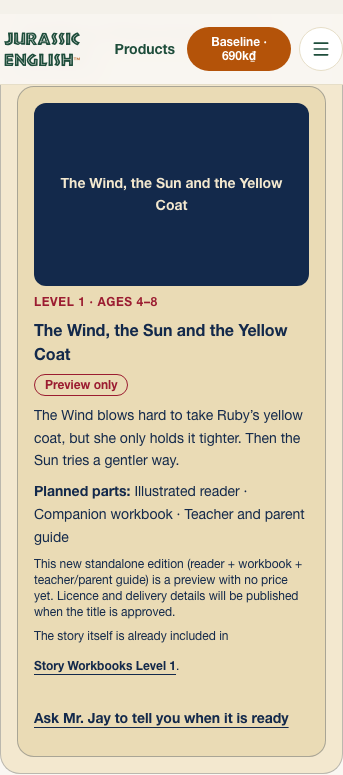 JURASSIC
ENGLISH™
Products
Baseline ·
690k₫
The Wind, the Sun and the Yellow
Coat
LEVEL 1 · AGES 4–8
The Wind, the Sun and the Yellow
Coat
Preview only
The Wind blows hard to take Ruby’s yellow
coat, but she only holds it tighter. Then the
Sun tries a gentler way.
Planned parts: Illustrated reader ·
Companion workbook · Teacher and parent
guide
This new standalone edition (reader + workbook +
teacher/parent guide) is a preview with no price
yet. Licence and delivery details will be published
when the title is approved.
The story itself is already included in
Story Workbooks Level 1.
Ask Mr. Jay to tell you when it is ready